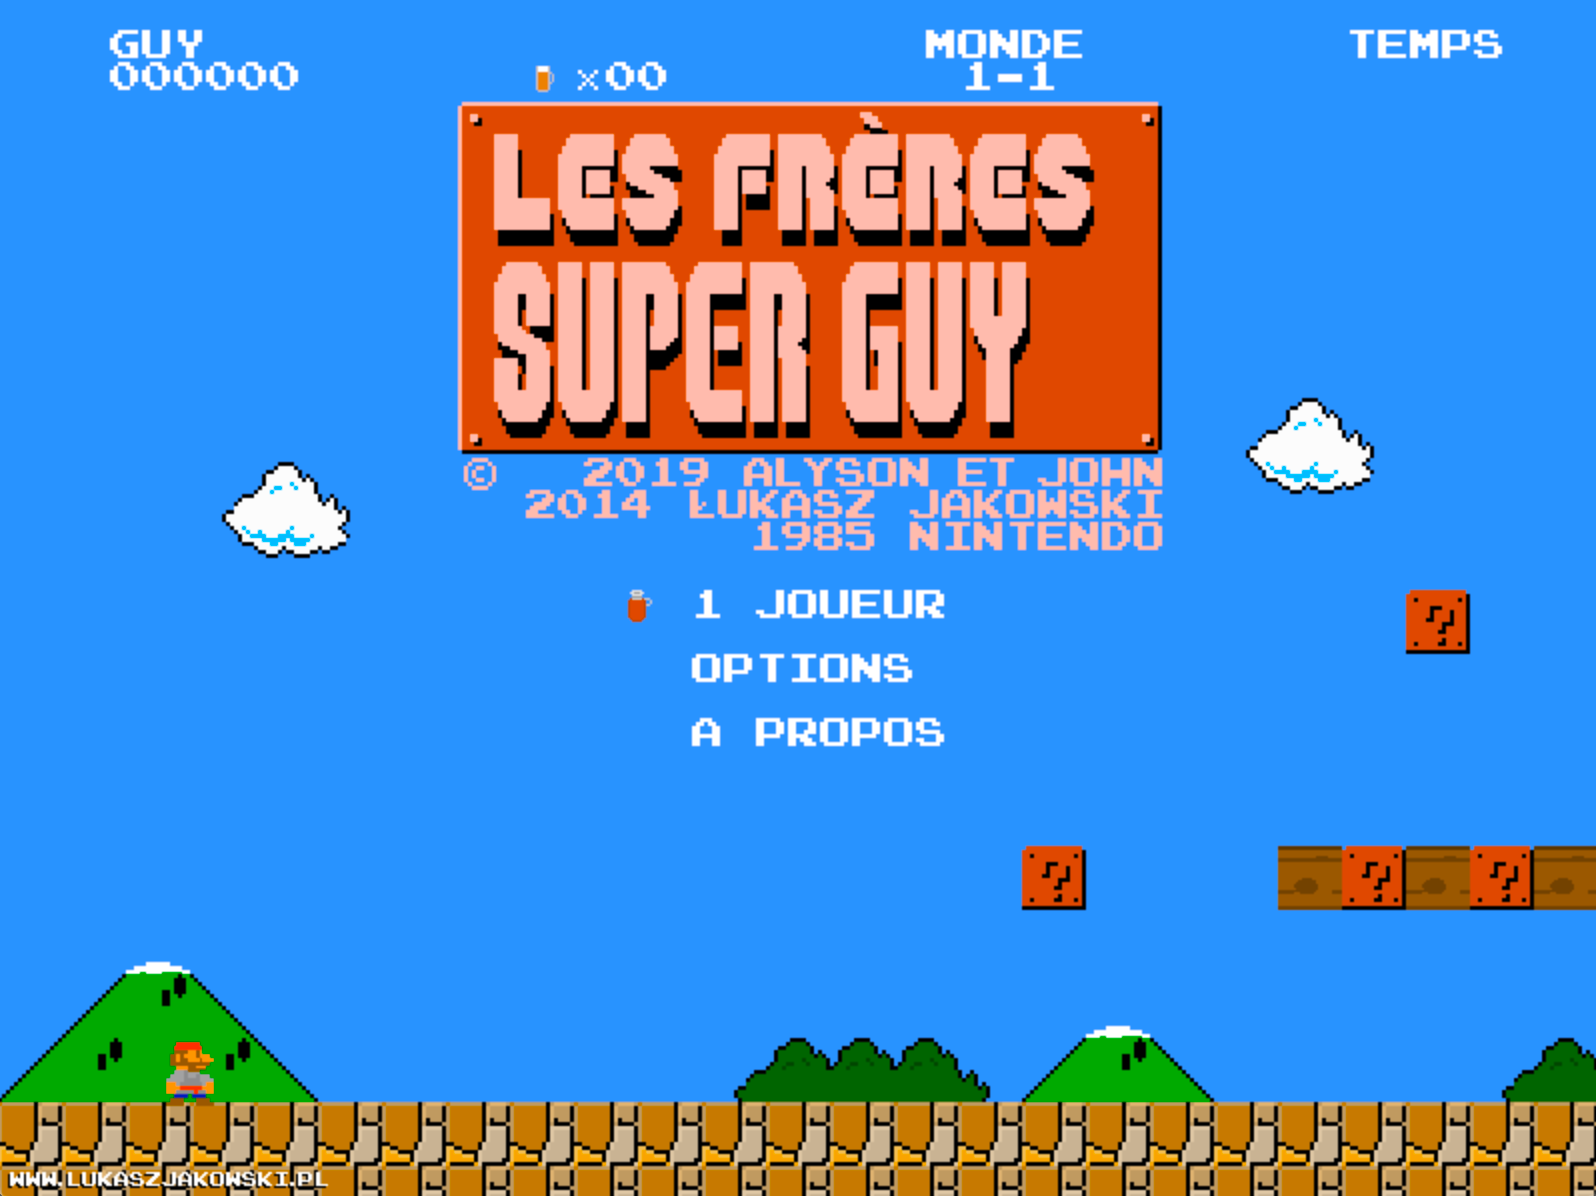 GUY
000000
×00
MONDE
1-1
TEMPS
LES FRÈRES
SUPER GUY
© 2019 ALYSON ET JOHN
2014 ŁUKASZ JAKOWSKI
1985 NINTENDO
1 JOUEUR
OPTIONS
A PROPOS
?
?
?
?
WWW.LUKASZJAKOWSKI.PL